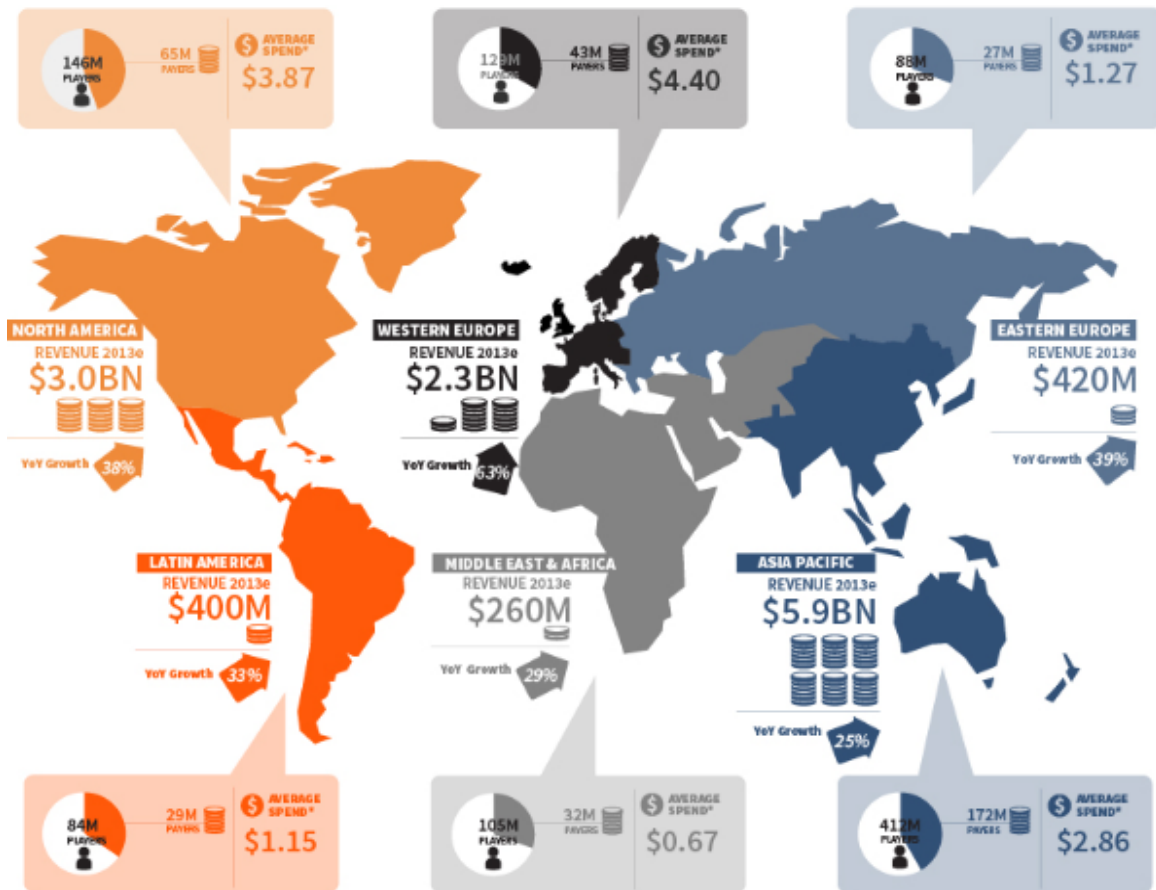 146M
PLAYERS
65M
PAYERS
$
AVERAGE
SPEND*
$3.87
129M
PLAYERS
43M
PAYERS
$
AVERAGE
SPEND*
$4.40
88M
PLAYERS
27M
PAYERS
$
AVERAGE
SPEND*
$1.27
NORTH AMERICA
REVENUE 2013e
$3.0BN
YoY Growth
38%
WESTERN EUROPE
REVENUE 2013e
$2.3BN
YoY Growth
63%
EASTERN EUROPE
REVENUE 2013e
$420M
YoY Growth
39%
LATIN AMERICA
REVENUE 2013e
$400M
YoY Growth
33%
MIDDLE EAST & AFRICA
REVENUE 2013e
$260M
YoY Growth
29%
ASIA PACIFIC
REVENUE 2013e
$5.9BN
YoY Growth
25%
84M
PLAYERS
29M
PAYERS
$
AVERAGE
SPEND*
$1.15
105M
PLAYERS
32M
PAYERS
$
AVERAGE
SPEND*
$0.67
412M
PLAYERS
172M
PAYERS
$
AVERAGE
SPEND*
$2.86